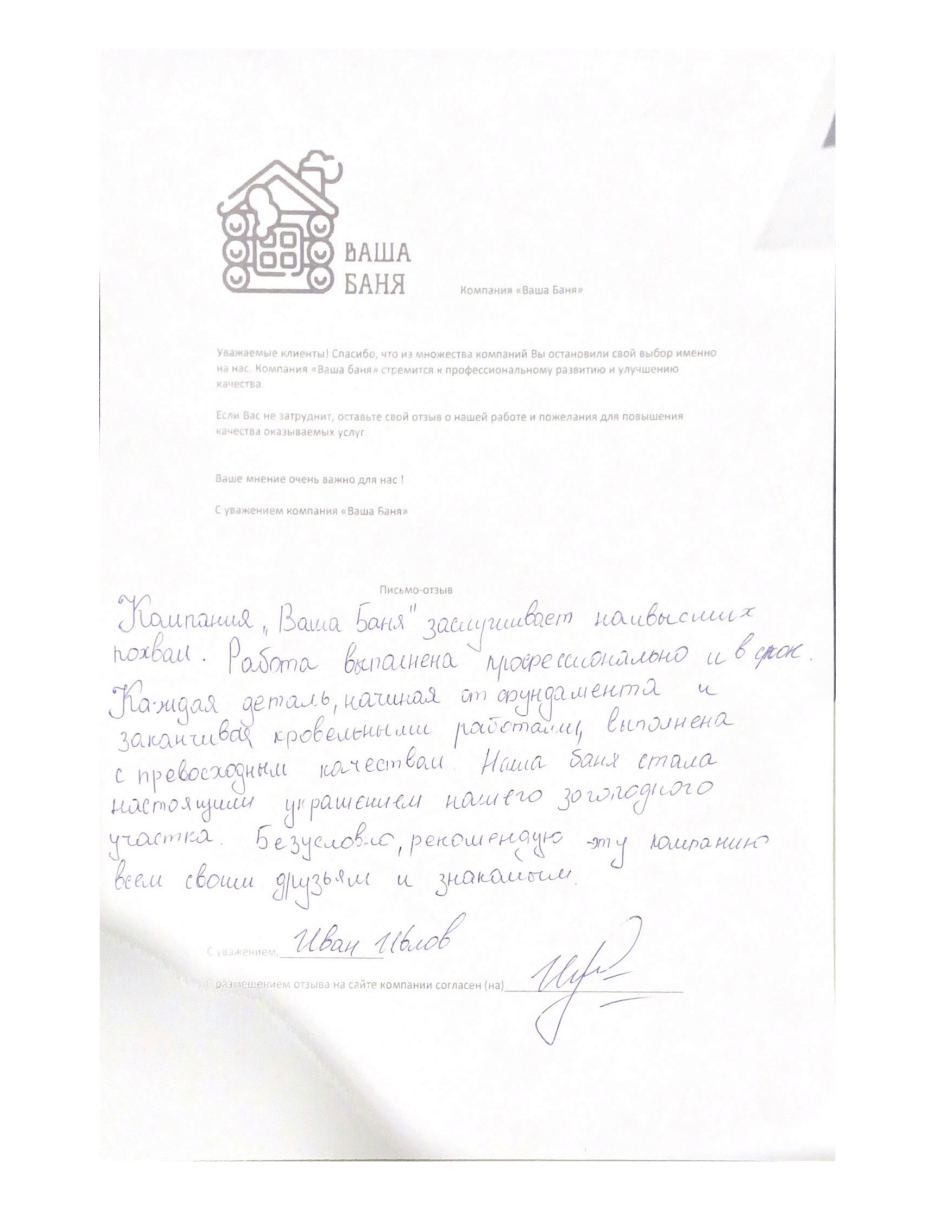 ВАША
БАНЯ
Компания «Ваша Баня»
Уважаемые клиенты! Спасибо, что из множества компаний Вы остановили свой выбор именно
на нас. Компания «Ваша баня» стремится к профессиональному развитию и улучшению
качества.
Если Вас не затруднит, оставьте свой отзыв о нашей работе и пожелания для повышения
качества оказываемых услуг.
Ваше мнение очень важно для нас !
С уважением компания «Ваша Баня»
Письмо-отзыв
Компания „Ваша Баня" заслуживает наивысших
похвал. Работа выполнена профессионально и в срок.
Каждая деталь, начиная от фундамента и
заканчивая кровельными работами, выполнена
с превосходным качеством. Наша баня стала
настоящим украшением нашего загородного
участка. Безусловно, рекомендую эту компанию
всем своим друзьям и знакомым.
С уважением, Иван
С размещением отзыва на сайте компании согласен (на)